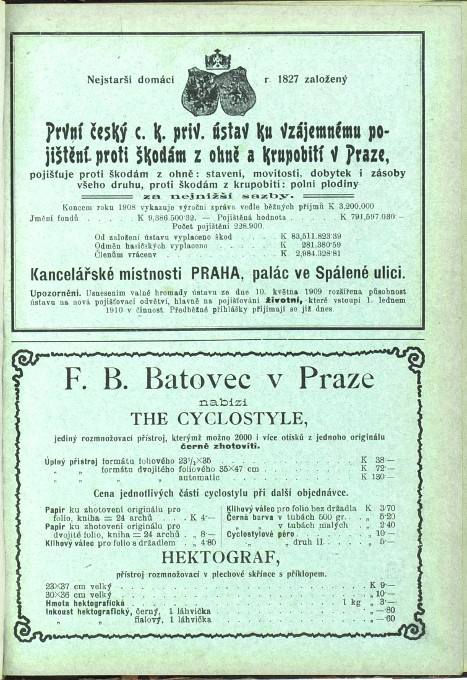 Nejstarší domácí r. 1827 založený
První český c. k. priv. ústav ku vzájemnému po-
jištění proti škodám z ohně a krupobití v Praze,
pojišťuje proti škodám z ohně: stavení, movitosti, dobytek i zásoby
všeho druhu, proti škodám z krupobití: polní plodiny
za nejnižší sazby.
Koncem roku 1908 vykazuje výroční zpráva vedle běžných příjmů K 3,200.000
Jmění fondů . . . . K 9,386.500·32. — Pojištěná hodnota . . . . K 791,597.030 –
Počet pojištění 228.900.
Od založení ústavu vyplaceno škod . . . . K 83,511.823·39
Odměn hasičských vyplaceno . . . . K 281.380·59
Členům vráceno . . . . K 2,984.328·81
Kancelářské místnosti PRAHA, palác ve Spálené ulici.
Upozornění. Usnesením valné hromady ústavu ze dne 10. května 1909 rozšířena působnost
ústavu na nová pojišťovací odvětví, hlavně na pojišťování životní, které vstoupí 1. lednem
1910 v činnost. Předběžné přihlášky přijímají se již dnes.
F. B. Batovec v Praze
nabízí
THE CYCLOSTYLE,
jediný rozmnožovací přístroj, kterýmž možno 2000 i více otisků z jednoho originálu
černě zhotoviti.
Úplný přístroj formátu foliového 23½×35 . . . . K 38—
„ „ formátu dvojitého foliového 35×47 cm . . . . K 72·—
„ „ „ automatic . . . . K 130—
Cena jednotlivých částí cyclostylu při další objednávce.
Papír ku zhotovení originálu pro
folio, kniha = 24 archů . K 4·—
Papír ku zhotovení originálu pro
dvojité folio, kniha = 24 archů . „ 8·—
Kilhový válec pro folio s držadlem „ 4·80
Kilhový válec pro folio bez držadla K 3·70
Černá barva v tubách 500 gr. . „ 5·20
„ „ v tubách malých . „ 2·40
Cyclostylové péro . . . „ 10·—
„ „ druh II. . . „ 5·—
HEKTOGRAF,
přístroj rozmnožovací v plechové skřínce s příklopem.
23×37 cm velký . . . . K 9·—
30×36 cm velký . . . . „ 10·—
Hmota hektografická . . . . 1 kg „ 3·—
Inkoust hektografický, černý, 1 láhvička . . . . „ —80
„ „ fialový, 1 láhvička . . . . „ —60